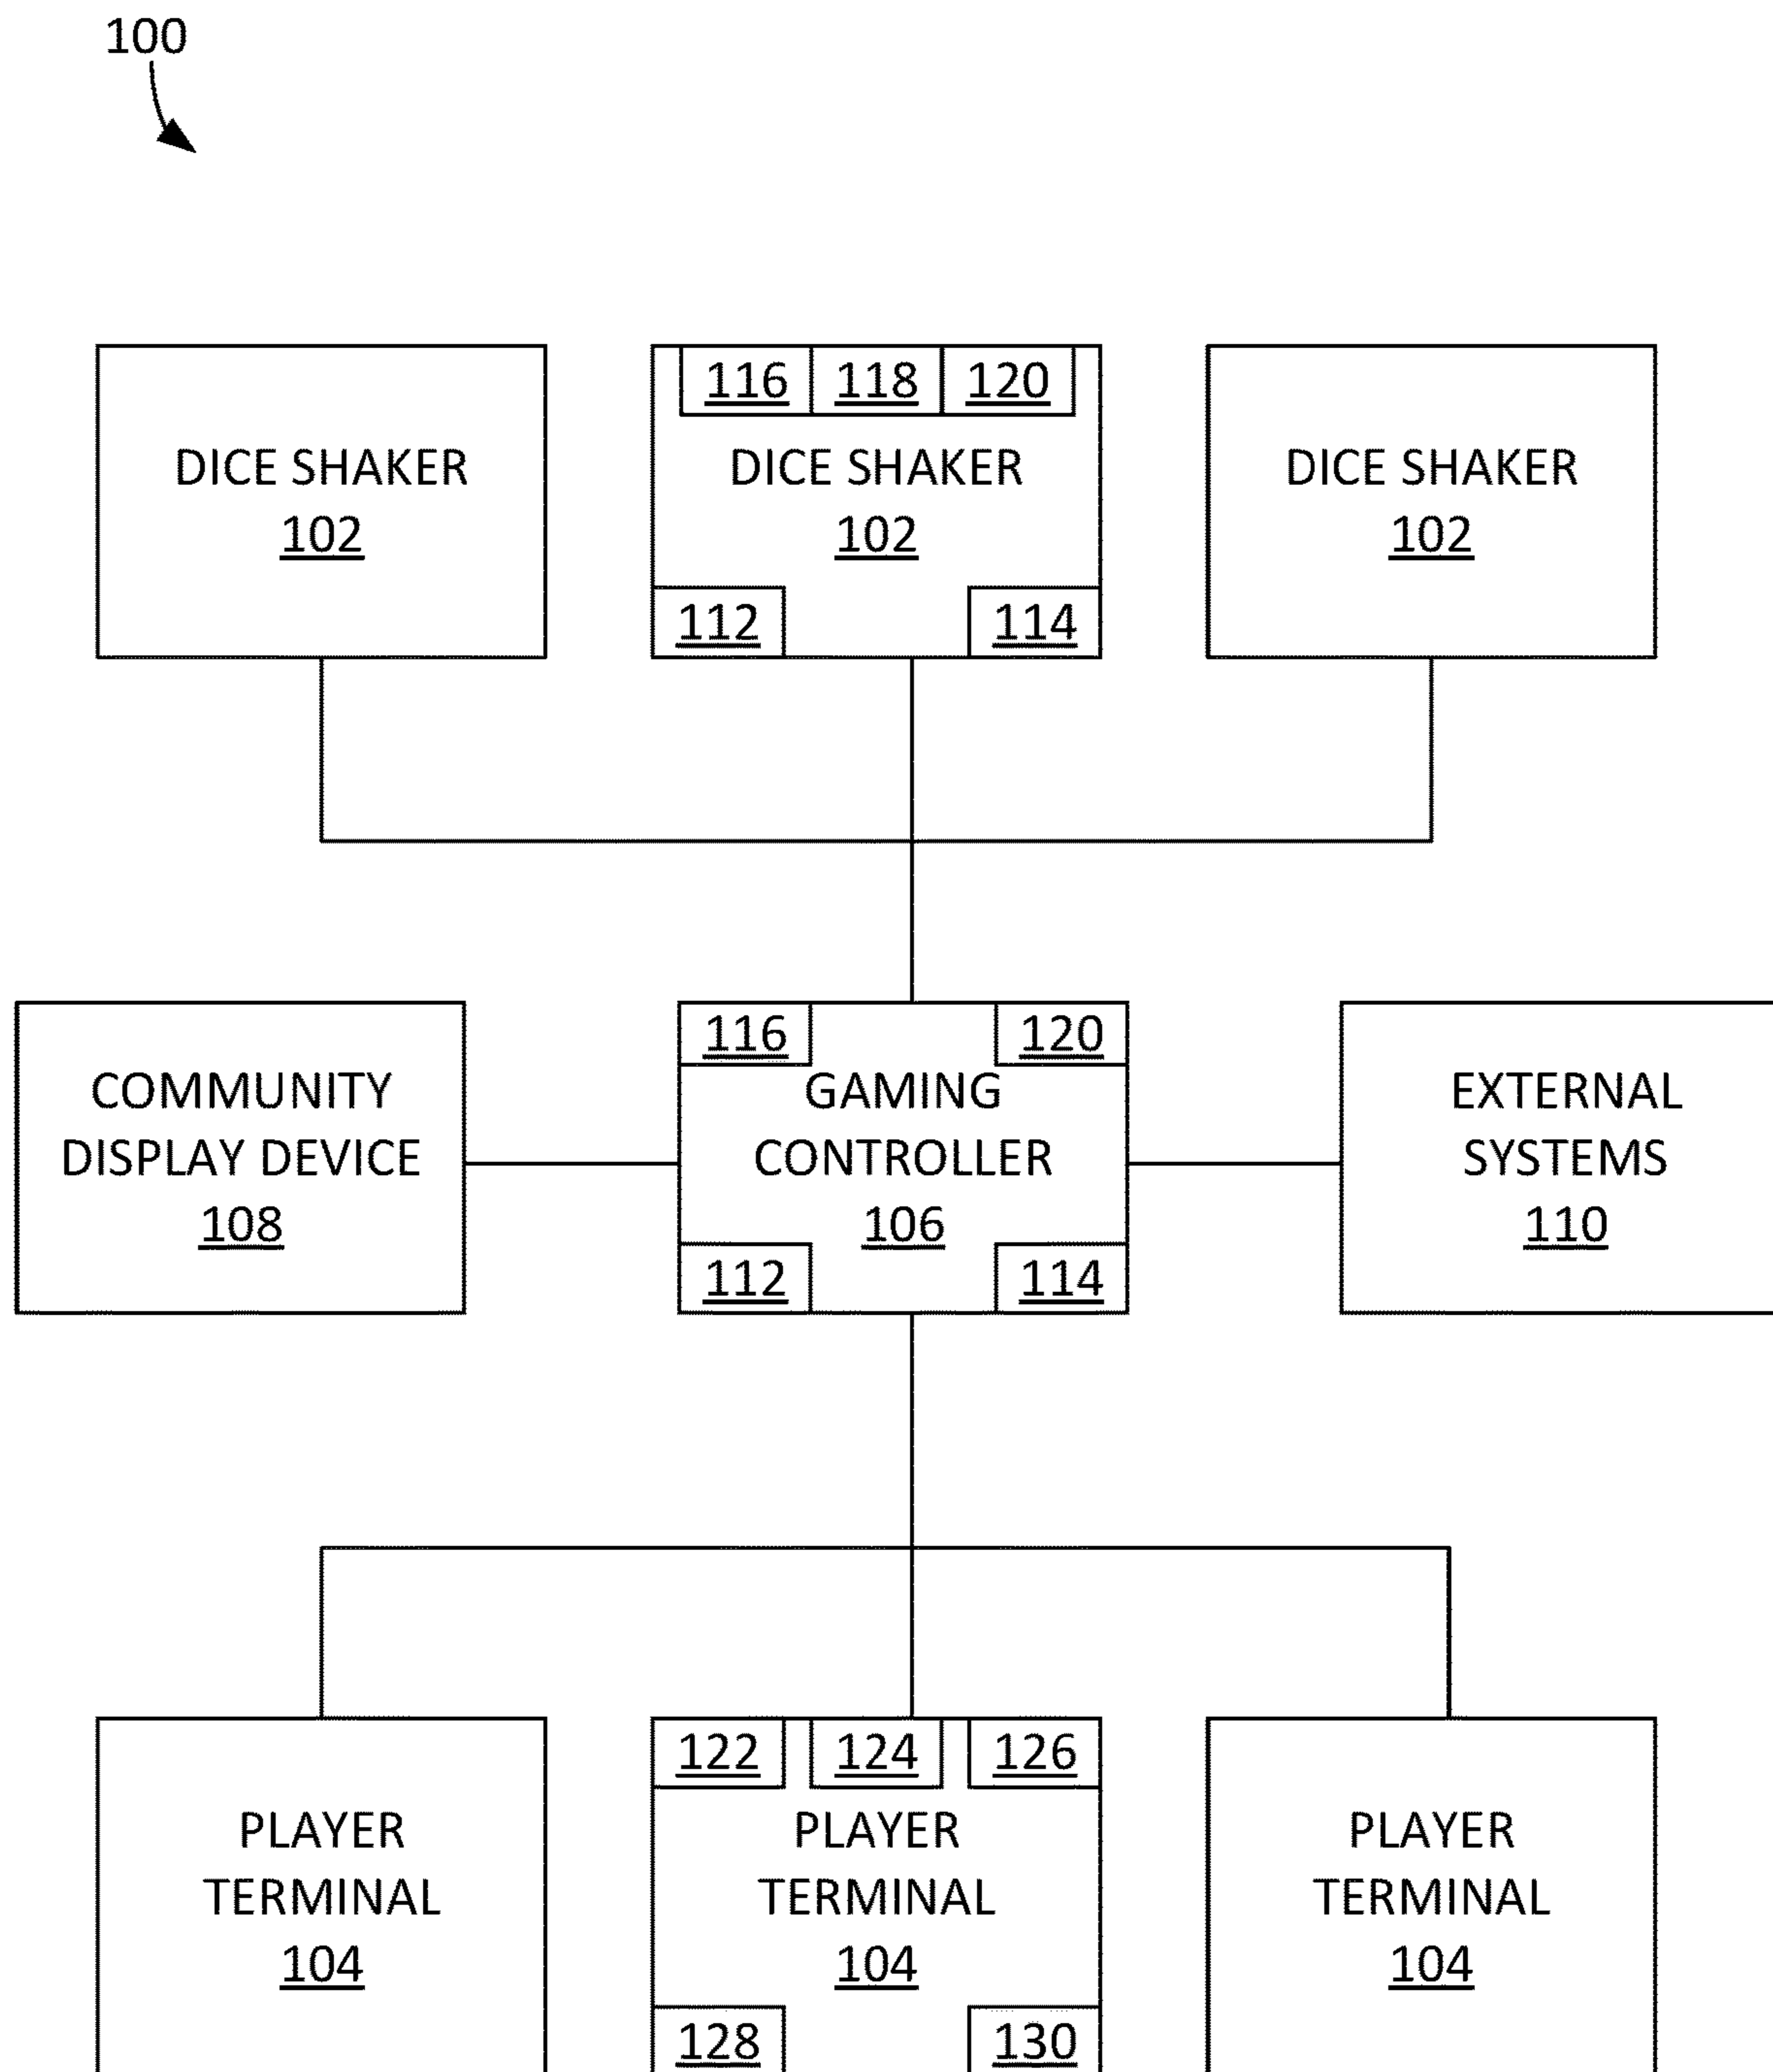 100
116 118 120
DICE SHAKER DICE SHAKER DICE SHAKER
102 102 102
112 114
116 120
COMMUNITY GAMING EXTERNAL
DISPLAY DEVICE CONTROLLER SYSTEMS
108 106 110
112 114
122 124 126
PLAYER PLAYER PLAYER
TERMINAL TERMINAL TERMINAL
104 104 104
128 130